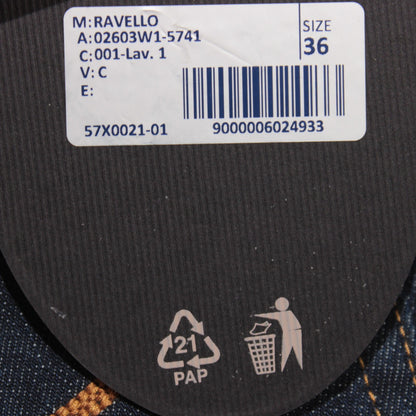 M: RAVELLO
A: 02603W1-5741
C: 001-Lav. 1
V: C
E:
SIZE
36
57X0021-01
9000006024933
21
PAP